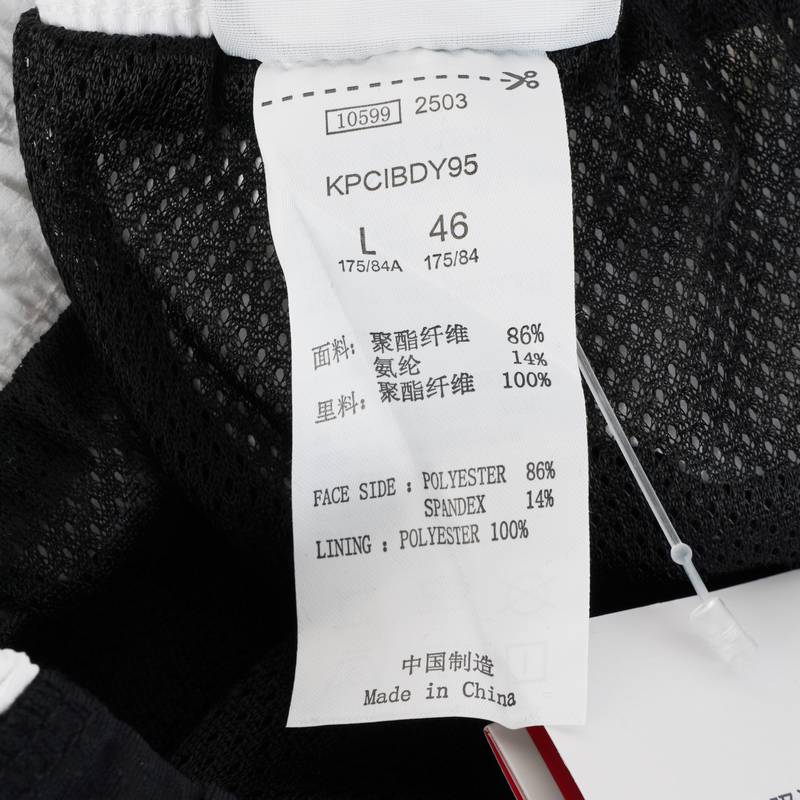 10599 2503
KPCIBDY95
L 46
175/84A 175/84
面料: 聚酯纤维 86%
氨纶 14%
里料: 聚酯纤维 100%
FACE SIDE : POLYESTER 86%
SPANDEX 14%
LINING : POLYESTER 100%
中国制造
Made in China